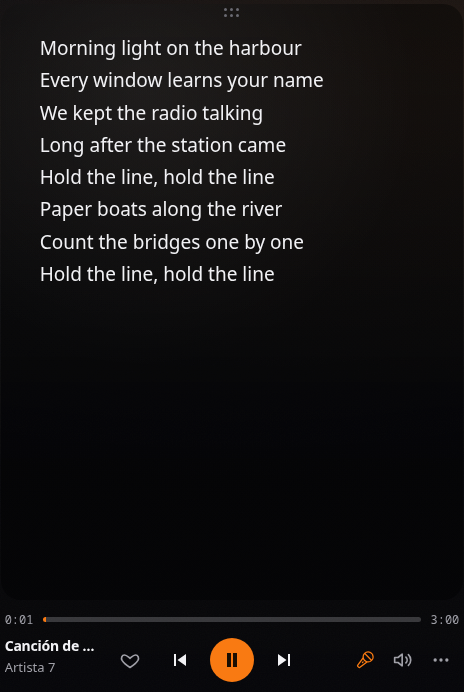 Morning light on the harbour
Every window learns your name
We kept the radio talking
Long after the station came
Hold the line, hold the line
Paper boats along the river
Count the bridges one by one
Hold the line, hold the line
0:01
3:00
Canción de ...
Artista 7